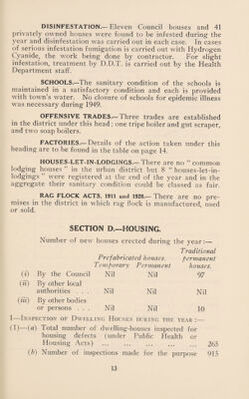 DISINFESTATION.— Eleven Council houses and 41
privately owned houses were found to be infested during the
year and disinfestation was carried out in each case. In cases
of serious infestation fumigation is carried out with Hydrogen
Cyanide, the work being done by contractor. For slight
infestation, treatment by D.D.T. is carried out by the Health
Department staff.
SCHOOLS.—The sanitary condition of the schools is
maintained in a satisfactory condition and each is provided
with town's water. No closure of schools for epidemic illness
was necessary during 1949.
OFFENSIVE TRADES.— Three trades are established
in the district under this head: one tripe boiler and gut scraper,
and two soap boilers.
FACTORIES.— Details of the action taken under this
heading are to be found in the table on page 14.
HOUSES-LET-IN-LODGINGS.— There are no "common
lodging houses" in the urban district but 8 "houses-let-in-
lodgings" were registered at the end of the year and in the
aggregate their sanitary condition could be classed as fair.
RAG FLOCK ACTS, 1911 and 1928.— There are no pre-
mises in the district in which rag flock is manufactured, used
or sold.
SECTION D.—HOUSING.
Number of new houses erected during the year:—
Traditional
Prefabricated houses. permanent
Temporary Permanent houses.
(i) By the Council Nil Nil 97
(ii) By other local
authorities . . . Nil Nil Nil
(iii) By other bodies
or persons . . . Nil Nil 10
1—Inspection of Dwelling Houses during the year:—
(1)—(a) Total number of dwelling-houses inspected for
housing defects (under Public Health or
Housing Acts) ... ... ... ... ... 265
(b) Number of inspections made for the purpose 915
13